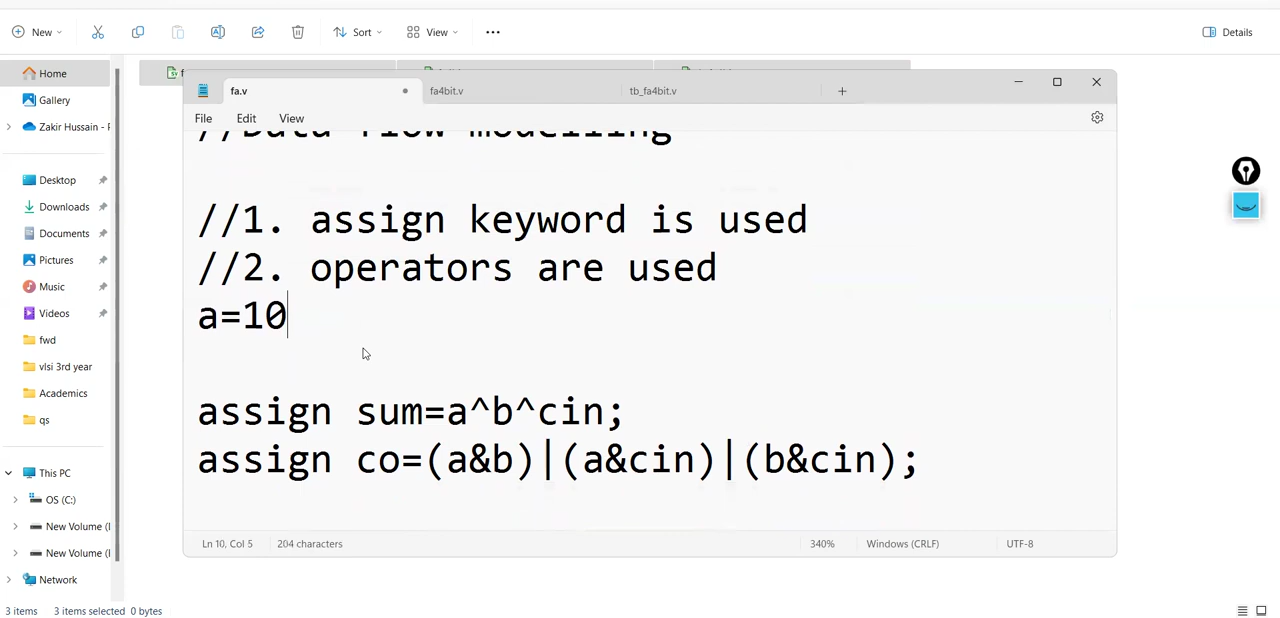 New
Sort
View
Details
Home
Gallery
Zakir Hussain -
Desktop
Downloads
Documents
Pictures
Music
Videos
fwd
vlsi 3rd year
Academics
qs
This PC
OS (C:)
New Volume (
New Volume (
Network
3 items 3 items selected 0 bytes
fa.v
fa4bit.v
tb_fa4bit.v
File Edit View
//Data flow modelling
//1. assign keyword is used
//2. operators are used
a=10
assign sum=a^b^cin;
assign co=(a&b)|(a&cin)|(b&cin);
Ln 10, Col 5 204 characters 340% Windows (CRLF) UTF-8